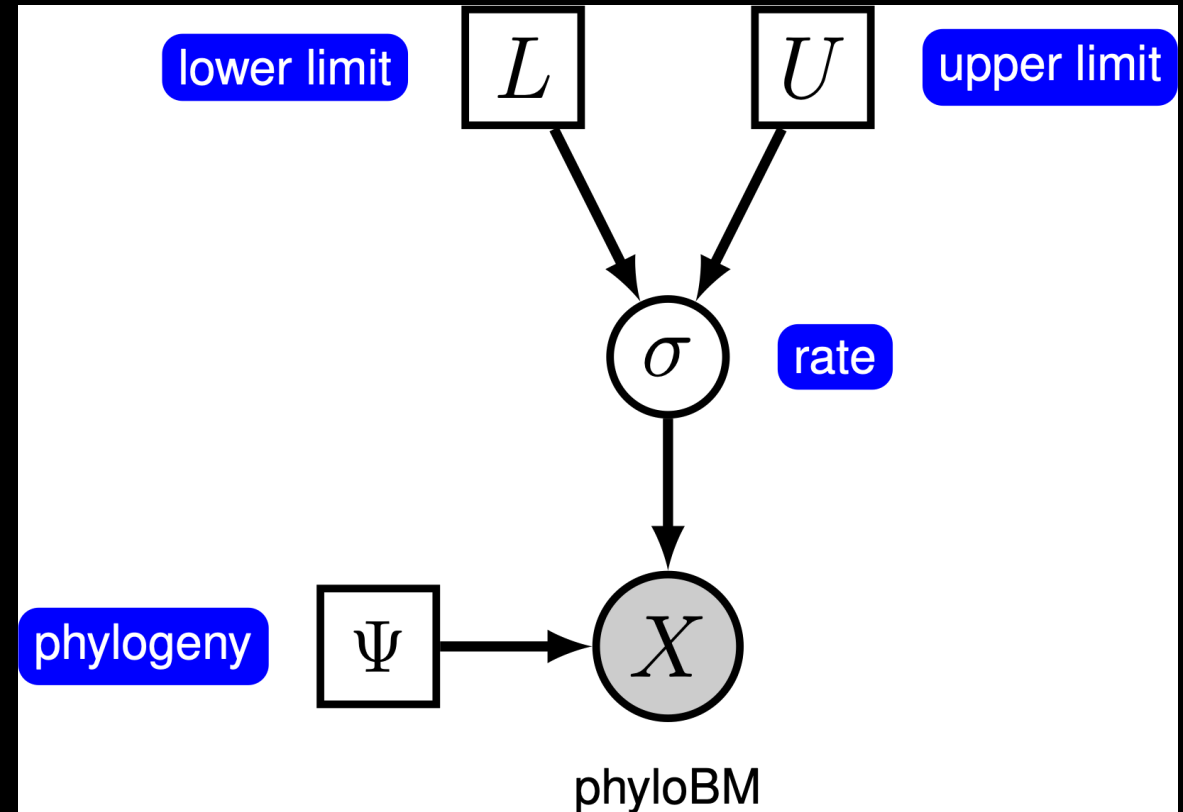 lower limit
L
U
upper limit
σ
rate
phylogeny
Ψ
X
phyloBM